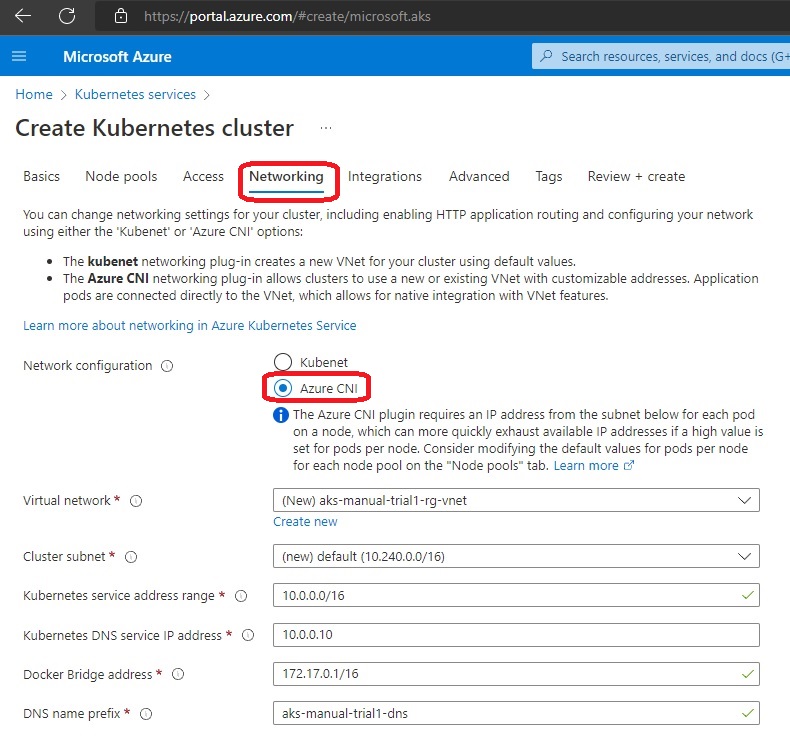 https://portal.azure.com/#create/microsoft.aks
Microsoft Azure
Search resources, services, and docs (G+
Home > Kubernetes services >
Create Kubernetes cluster ...
Basics Node pools Access Networking Integrations Advanced Tags Review + create
You can change networking settings for your cluster, including enabling HTTP application routing and configuring your network
using either the 'Kubenet' or 'Azure CNI' options:
• The kubenet networking plug-in creates a new VNet for your cluster using default values.
• The Azure CNI networking plug-in allows clusters to use a new or existing VNet with customizable addresses. Application
pods are connected directly to the VNet, which allows for native integration with VNet features.
Learn more about networking in Azure Kubernetes Service
Network configuration
Kubenet
Azure CNI
The Azure CNI plugin requires an IP address from the subnet below for each pod
on a node, which can more quickly exhaust available IP addresses if a high value is
set for pods per node. Consider modifying the default values for pods per node
for each node pool on the "Node pools" tab. Learn more
Virtual network * (New) aks-manual-trial1-rg-vnet
Create new
Cluster subnet * (new) default (10.240.0.0/16)
Kubernetes service address range * 10.0.0.0/16
Kubernetes DNS service IP address * 10.0.0.10
Docker Bridge address * 172.17.0.1/16
DNS name prefix * aks-manual-trial1-dns